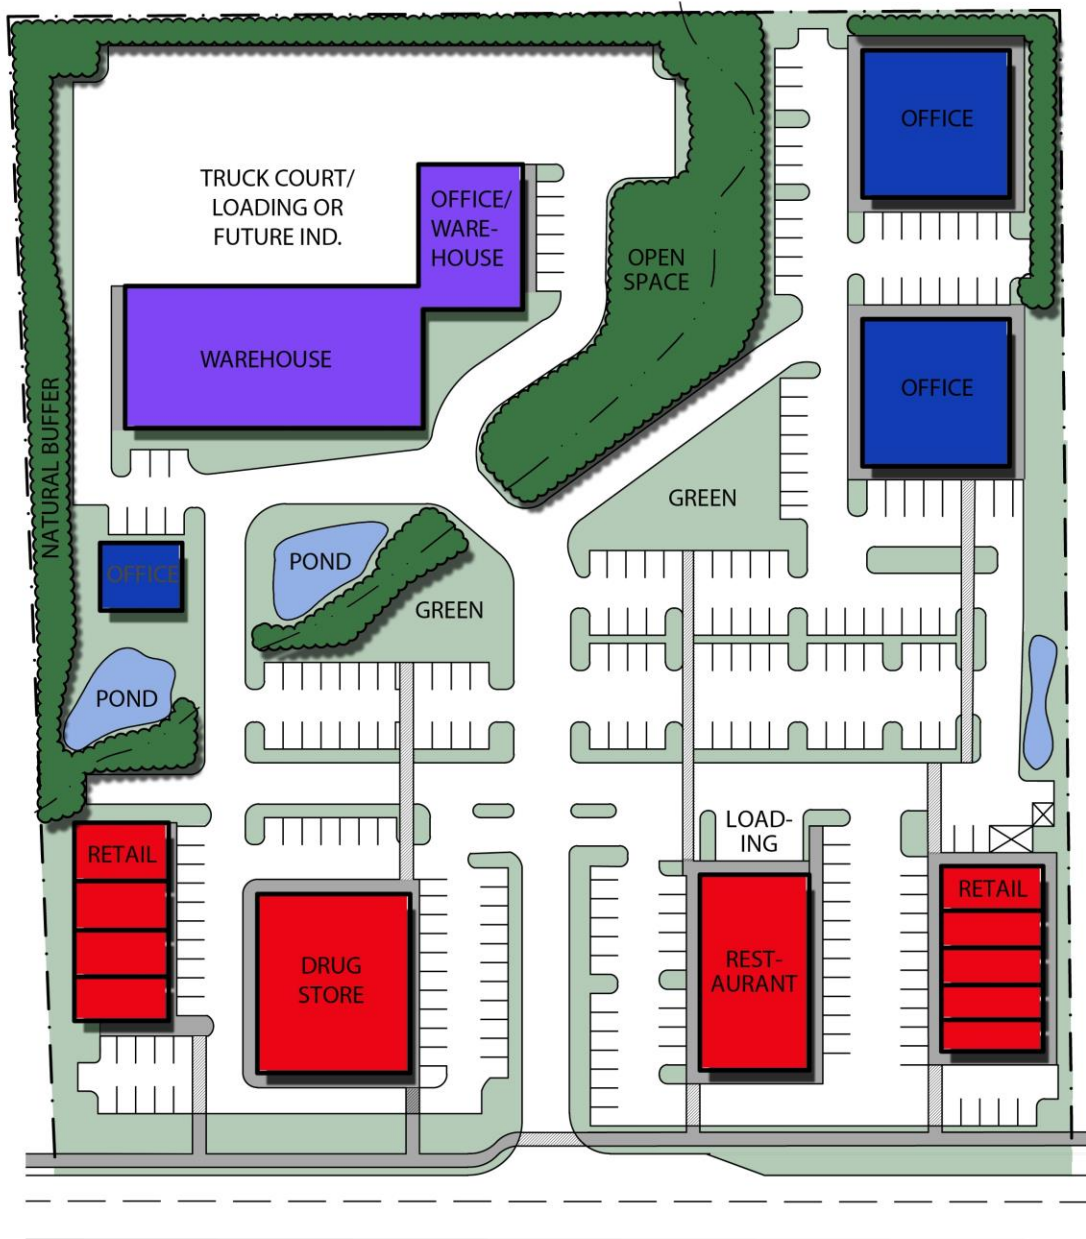 OFFICE
TRUCK COURT/
LOADING OR
FUTURE IND.
OFFICE/
WARE-
HOUSE
OPEN
SPACE
WAREHOUSE
OFFICE
NATURAL BUFFER
GREEN
POND
OFFICE
GREEN
POND
LOAD-
ING
RETAIL
RETAIL
DRUG
STORE
REST-
AURANT